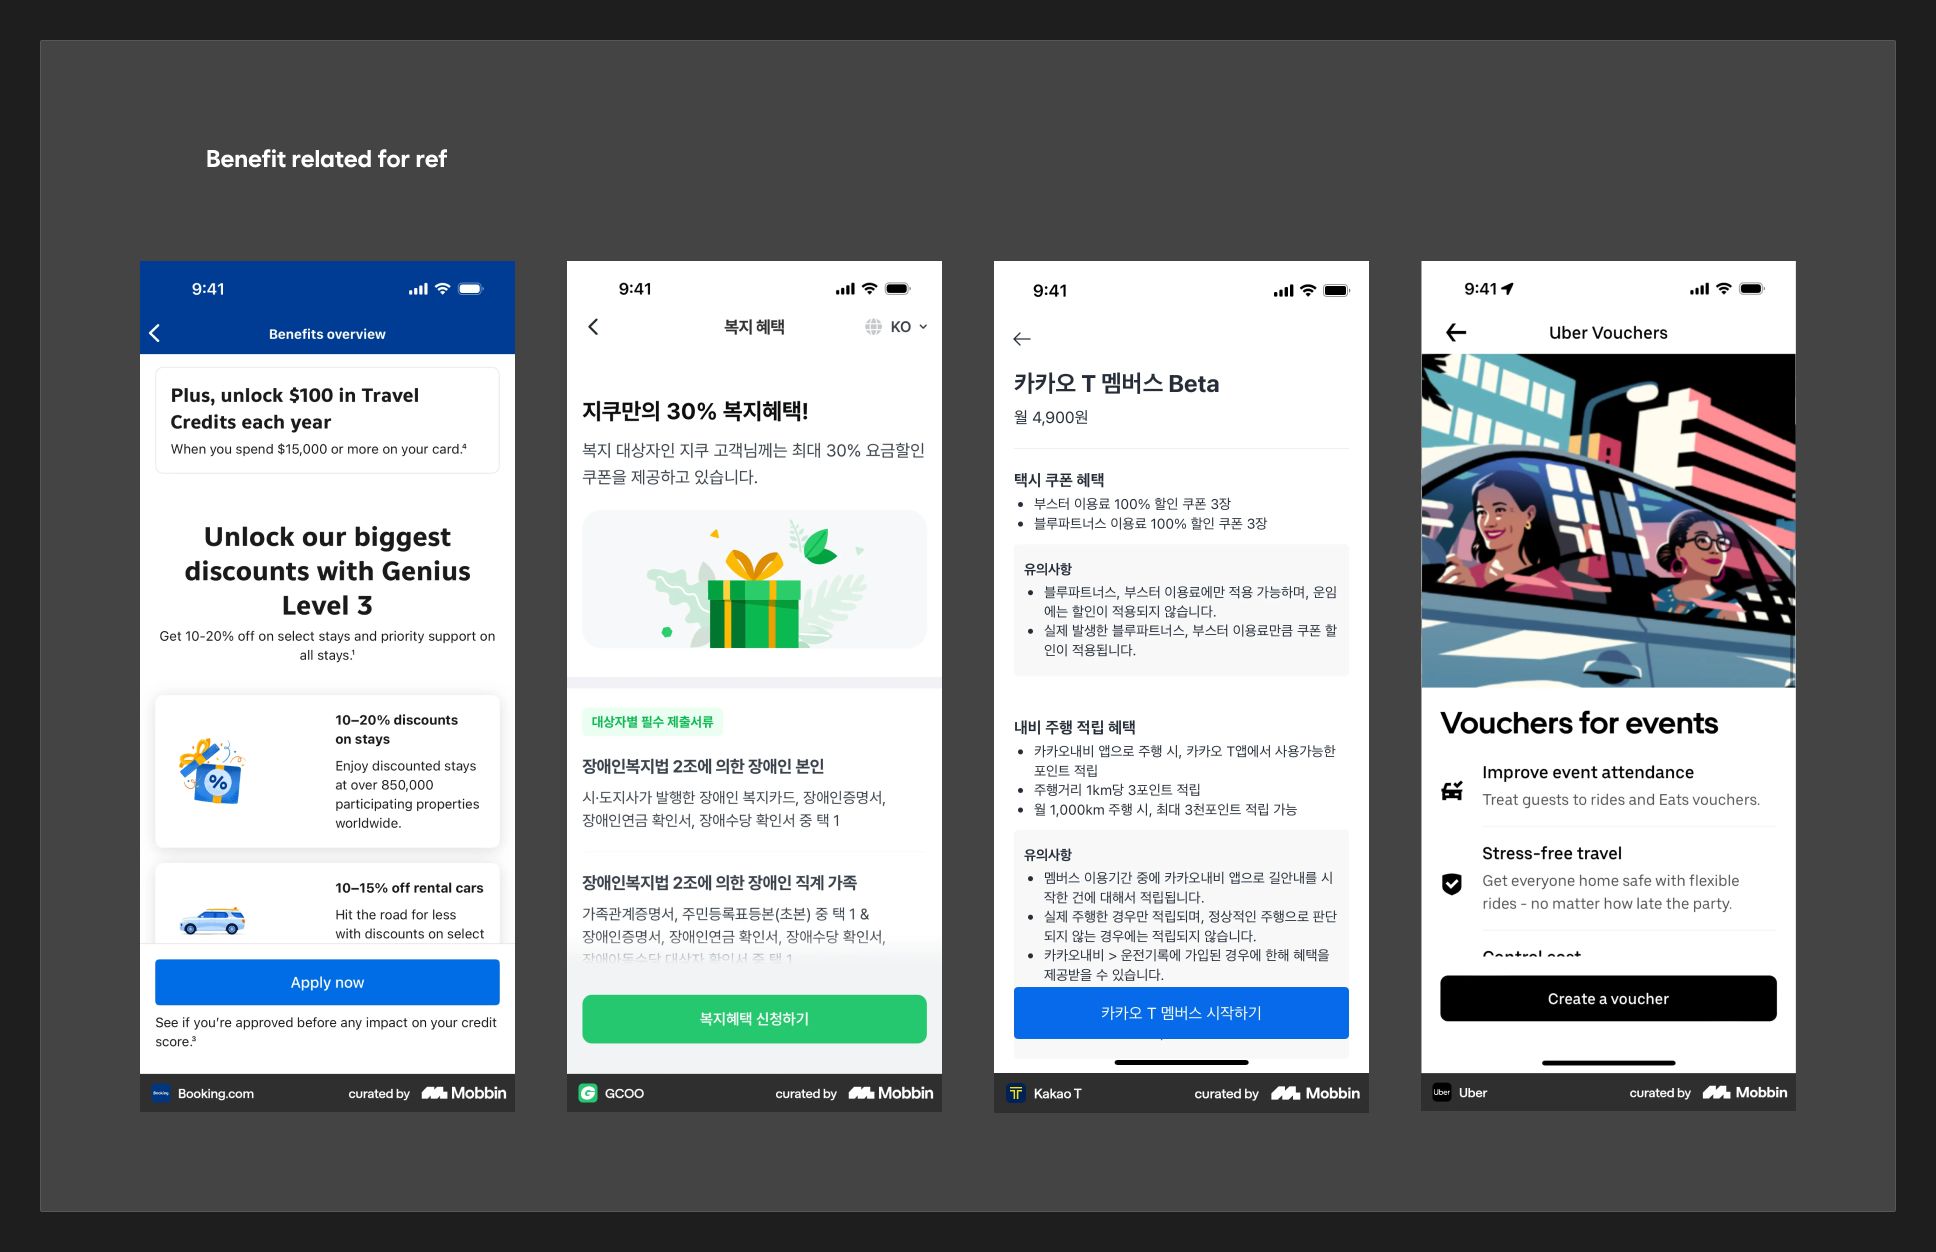 Benefit related for ref
9:41
Benefits overview
Plus, unlock $100 in Travel
Credits each year
When you spend $15,000 or more on your card.⁴
Unlock our biggest
discounts with Genius
Level 3
Get 10-20% off on select stays and priority support on
all stays.¹
10–20% discounts
on stays
Enjoy discounted stays
at over 850,000
participating properties
worldwide.
10–15% off rental cars
Hit the road for less
with discounts on select
Apply now
See if you're approved before any impact on your credit
score.³
Booking.com
curated by Mobbin
9:41
복지 혜택
KO
지쿠만의 30% 복지혜택!
복지 대상자인 지쿠 고객님께는 최대 30% 요금할인
쿠폰을 제공하고 있습니다.
대상자별 필수 제출서류
장애인복지법 2조에 의한 장애인 본인
시·도지사가 발행한 장애인 복지카드, 장애인증명서,
장애인연금 확인서, 장애수당 확인서 중 택 1
장애인복지법 2조에 의한 장애인 직계 가족
가족관계증명서, 주민등록표등본(초본) 중 택 1 &
장애인증명서, 장애인연금 확인서, 장애수당 확인서,
장애아동수당 대상자 확인서 중 택 1
복지혜택 신청하기
GCOO
curated by Mobbin
9:41
카카오 T 멤버스 Beta
월 4,900원
택시 쿠폰 혜택
• 부스터 이용료 100% 할인 쿠폰 3장
• 블루파트너스 이용료 100% 할인 쿠폰 3장
유의사항
• 블루파트너스, 부스터 이용료에만 적용 가능하며, 운임
에는 할인이 적용되지 않습니다.
• 실제 발생한 블루파트너스, 부스터 이용료만큼 쿠폰 할
인이 적용됩니다.
내비 주행 적립 혜택
• 카카오내비 앱으로 주행 시, 카카오 T앱에서 사용가능한
포인트 적립
• 주행거리 1km당 3포인트 적립
• 월 1,000km 주행 시, 최대 3천포인트 적립 가능
유의사항
• 멤버스 이용기간 중에 카카오내비 앱으로 길안내를 시
작한 건에 대해서 적립됩니다.
• 실제 주행한 경우만 적립되며, 정상적인 주행으로 판단
되지 않는 경우에는 적립되지 않습니다.
• 카카오내비 > 운전기록에 가입된 경우에 한해 혜택을
제공받을 수 있습니다.
카카오 T 멤버스 시작하기
Kakao T
curated by Mobbin
9:41
Uber Vouchers
Vouchers for events
Improve event attendance
Treat guests to rides and Eats vouchers.
Stress-free travel
Get everyone home safe with flexible
rides - no matter how late the party.
Control cost
Create a voucher
Uber
Uber
curated by Mobbin